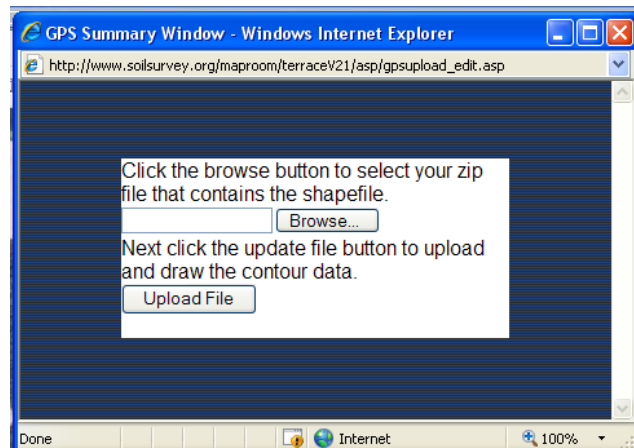 GPS Summary Window - Windows Internet Explorer
http://www.soilsurvey.org/maproom/terraceV21/asp/gpsupload_edit.asp
Click the browse button to select your zip
file that contains the shapefile.
Browse...
Next click the update file button to upload
and draw the contour data.
Upload File
Done Internet 100%